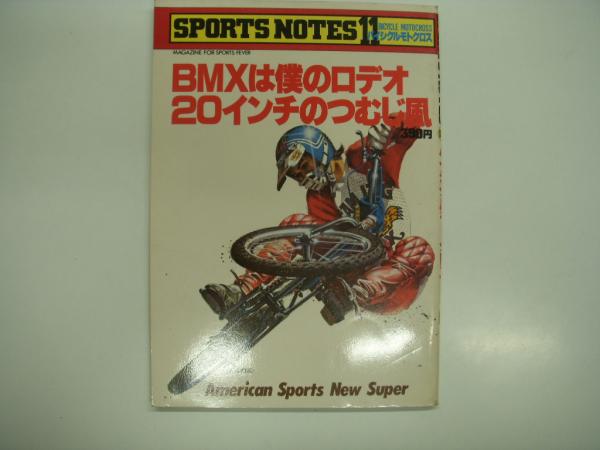 SPORTS NOTES 11
BICYCLE MOTOCROSS
バイシクルモトクロス
MAGAZINE FOR SPORTS FEVER
BMXは僕のロデオ
20インチのつむじ風
390円
American Sports New Super